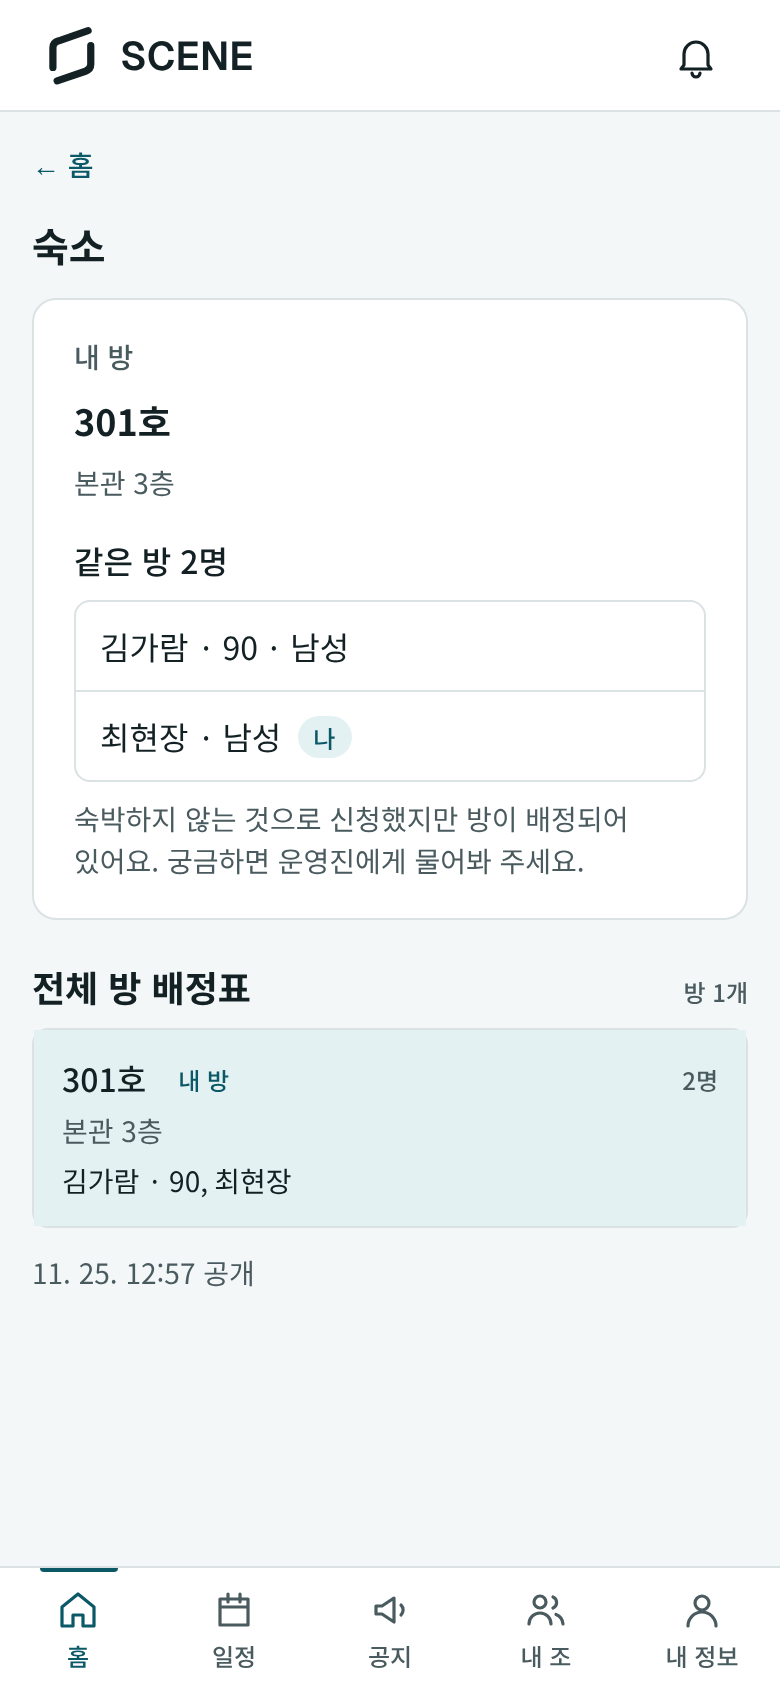 SCENE
← 홈
숙소
내 방
301호
본관 3층
같은 방 2명
김가람 · 90 · 남성
최현장 · 남성 나
숙박하지 않는 것으로 신청했지만 방이 배정되어
있어요. 궁금하면 운영진에게 물어봐 주세요.
전체 방 배정표 방 1개
301호 내 방 2명
본관 3층
김가람 · 90, 최현장
11. 25. 12:57 공개
홈 일정 공지 내 조 내 정보